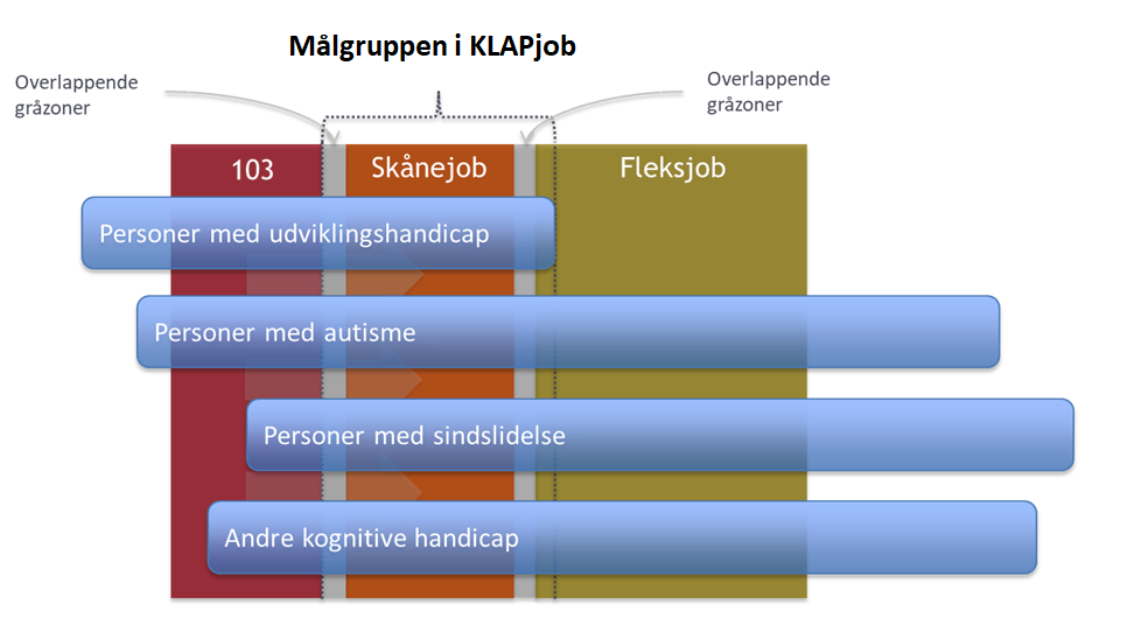 Målgruppen i KLAPjob
Overlappende
gråzoner
Overlappende
gråzoner
103
Skånejob
Fleksjob
Personer med udviklingshandicap
Personer med autisme
Personer med sindslidelse
Andre kognitive handicap